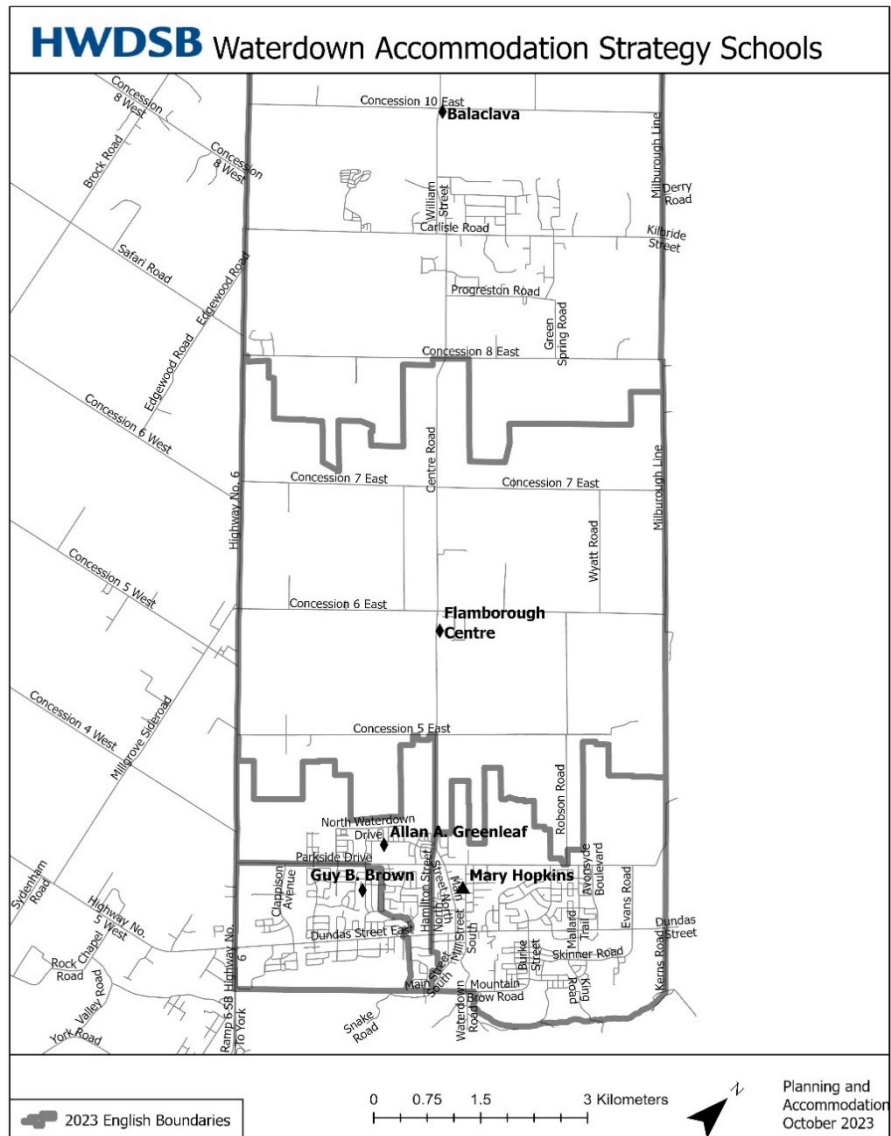 HWDSB Waterdown Accommodation Strategy Schools
Concession
8 West
Concession
8 West
Brock Road
Concession 10 East
Balaclava
Milburough Line
Derry
Road
William
Street
Carlisle Road
Kilbride
Street
Safari Road
Edgewood Road
Edgewood Road
Progreston Road
Green
Spring Road
Concession 8 East
Concession 6 West
Highway No. 6
Centre Road
Concession 7 East
Concession 7 East
Milburough Line
Wyatt Road
Concession 5 West
Concession 6 East
Flamborough
Centre
Concession 4 West
Millgrove Sideroad
Concession 5 East
Robson Road
North Waterdown
Drive
Allan A. Greenleaf
Parkside Drive
Guy B. Brown
Mary Hopkins
Clappison
Avenue
Hamilton Street
North
Main
Street North
Mill Street
South
Avonsyde
Boulevard
Evans Road
Sydenham
Road
Highway No.
5 West
Dundas Street East
Dundas
Street
Burke
Street
Mallard
Trail
Skinner Road
Rock
Road
Chapel
Valley Road
York Road
Ramp 6 SB Highway No.
To York
6
Main Street
South
Snake
Road
Waterdown
Road
Mountain
Brow Road
King
Road
Kerns Road
2023 English Boundaries
0 0.75 1.5 3 Kilometers
N
Planning and
Accommodation
October 2023